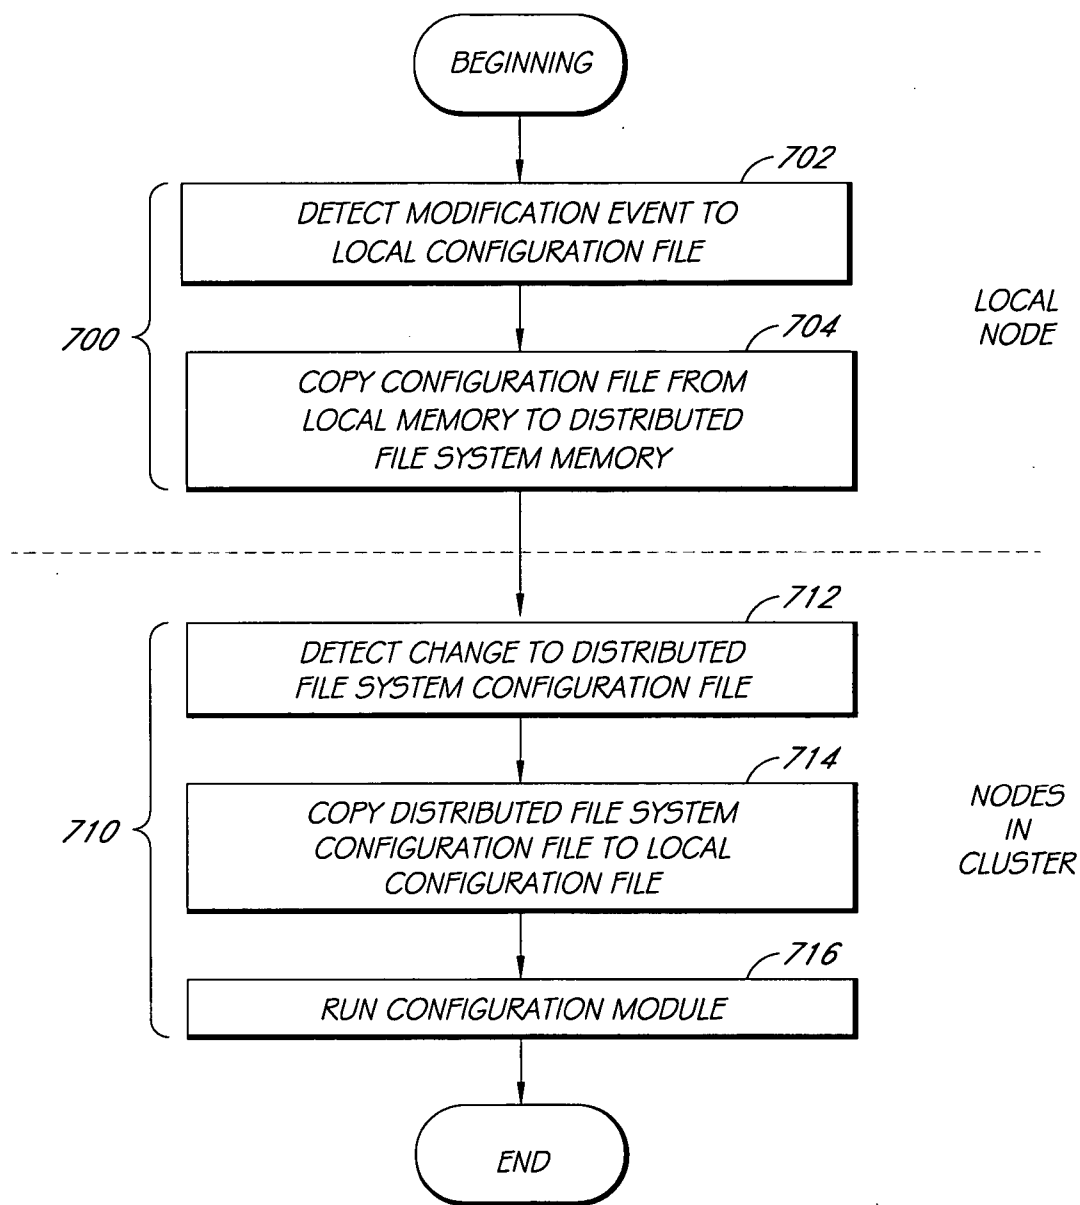 BEGINNING
702
DETECT MODIFICATION EVENT TO
LOCAL CONFIGURATION FILE
700
LOCAL
NODE
704
COPY CONFIGURATION FILE FROM
LOCAL MEMORY TO DISTRIBUTED
FILE SYSTEM MEMORY
712
DETECT CHANGE TO DISTRIBUTED
FILE SYSTEM CONFIGURATION FILE
714
COPY DISTRIBUTED FILE SYSTEM
CONFIGURATION FILE TO LOCAL
CONFIGURATION FILE
710
NODES
IN
CLUSTER
716
RUN CONFIGURATION MODULE
END